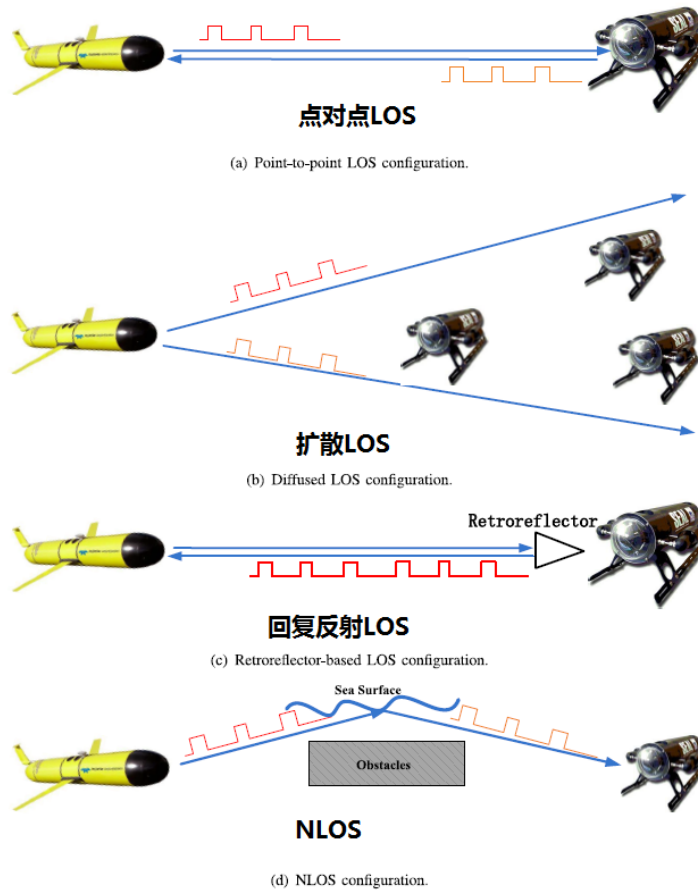 点对点LOS
(a) Point-to-point LOS configuration.
扩散LOS
(b) Diffused LOS configuration.
Retroreflector
回复反射LOS
(c) Retroreflector-based LOS configuration.
Sea Surface
Obstacles
NLOS
(d) NLOS configuration.